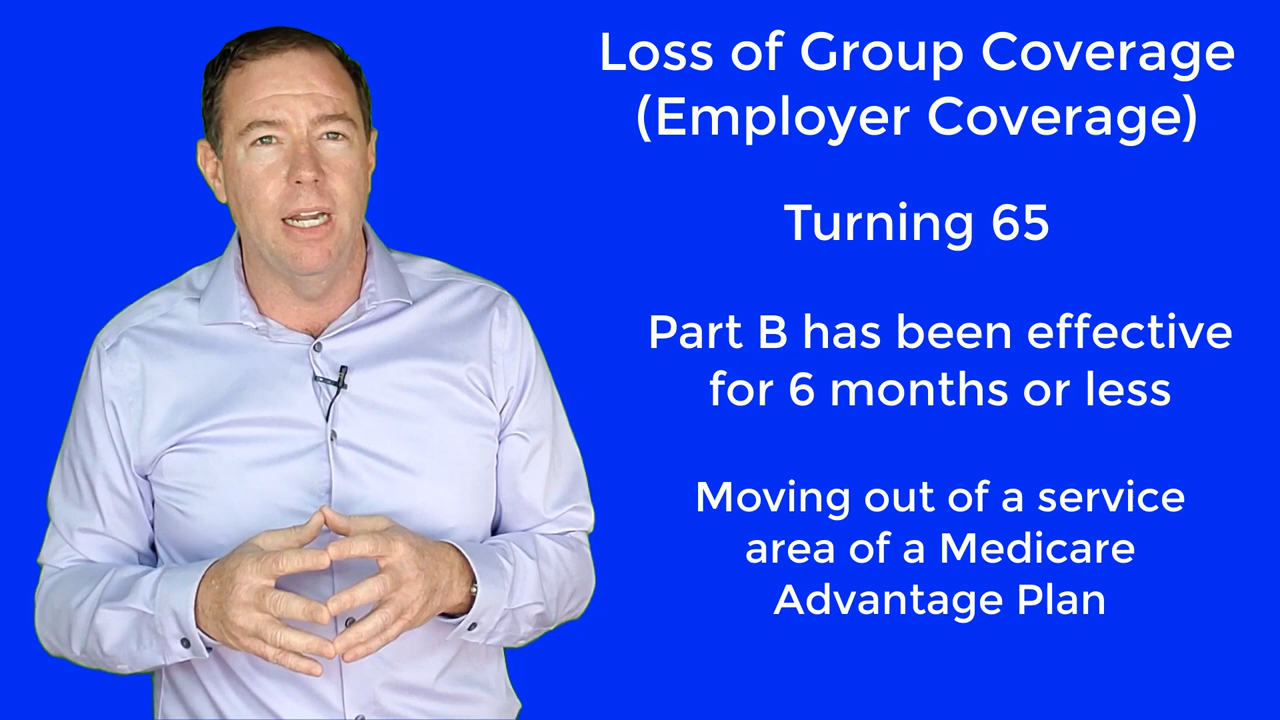 Loss of Group Coverage
(Employer Coverage)
Turning 65
Part B has been effective
for 6 months or less
Moving out of a service
area of a Medicare
Advantage Plan